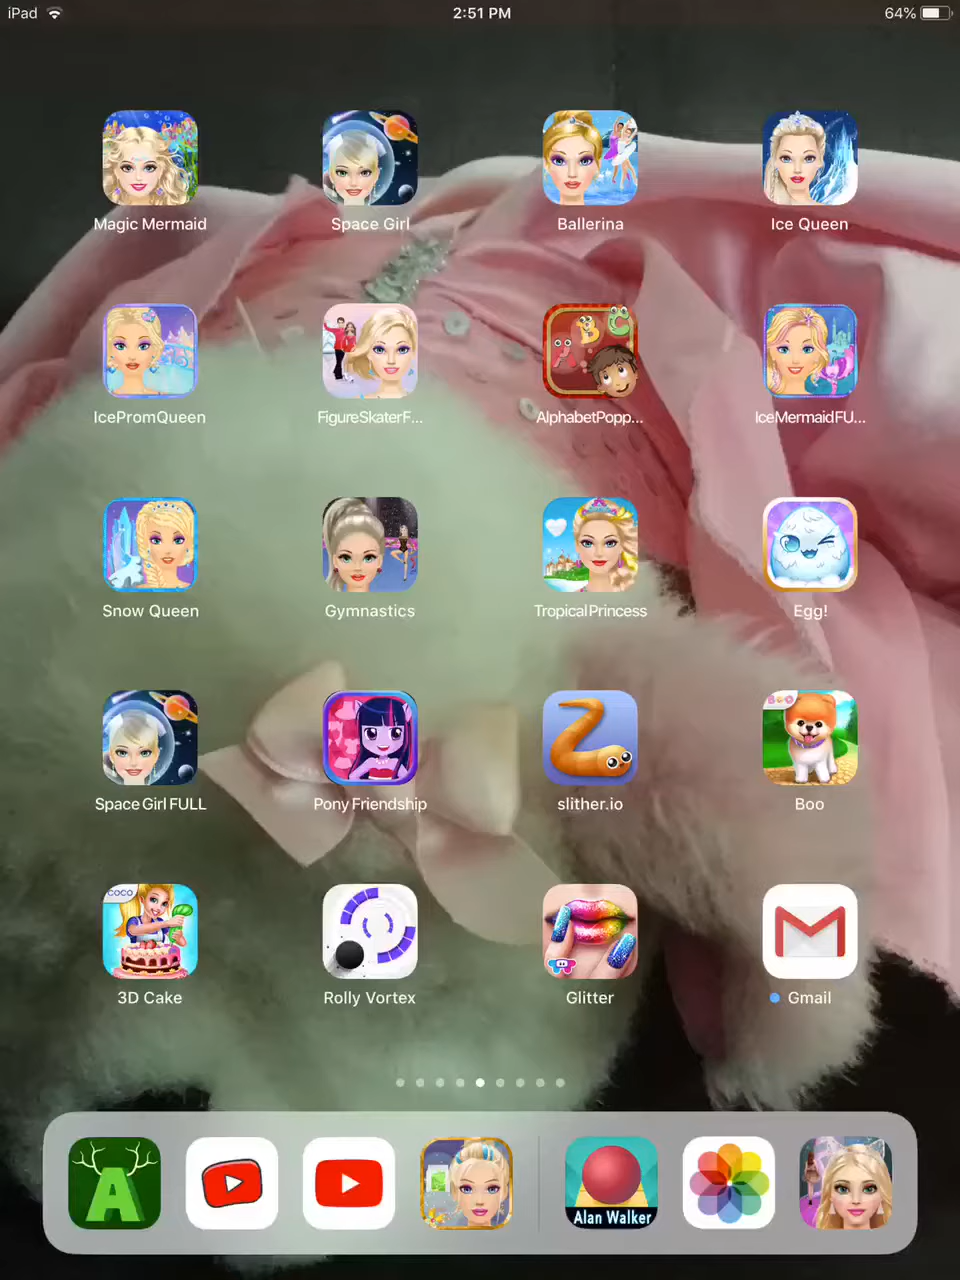 iPad
2:51 PM
64%
Magic Mermaid
Space Girl
Ballerina
Ice Queen
IcePromQueen
FigureSkaterF...
ABC
AlphabetPopp...
IceMermaidFU...
Snow Queen
Gymnastics
TropicalPrincess
Egg!
Space Girl FULL
Pony Friendship
slither.io
BOO
Boo
COCO
3D Cake
Rolly Vortex
Glitter
Gmail
A
Alan Walker